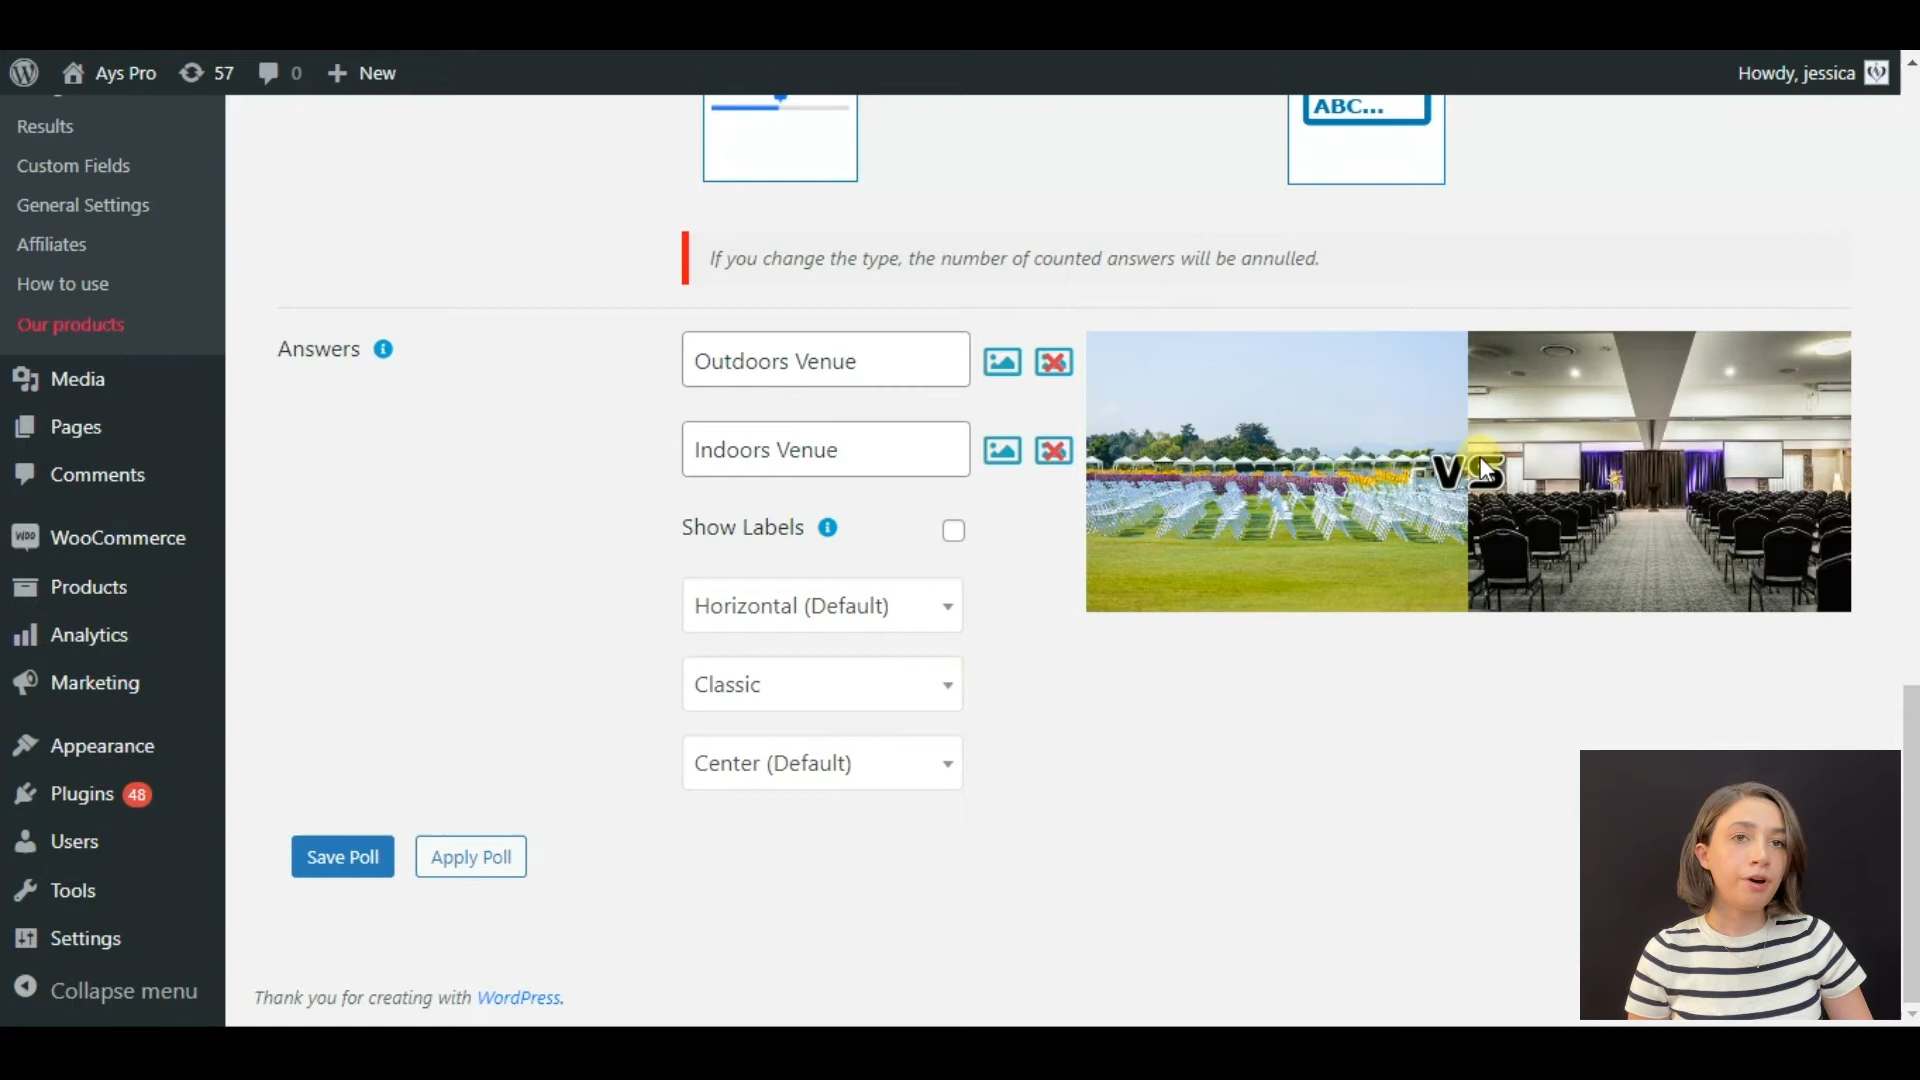 Ays Pro 57 0 New Howdy, jessica
Results
Custom Fields
General Settings
Affiliates
How to use
Our products
Media
Pages
Comments
WooCommerce
Products
Analytics
Marketing
Appearance
Plugins 48
Users
Tools
Settings
Collapse menu
ABC...
If you change the type, the number of counted answers will be annulled.
Answers
Outdoors Venue
Indoors Venue
VS
Show Labels
Horizontal (Default)
Classic
Center (Default)
Save Poll Apply Poll
Thank you for creating with WordPress.